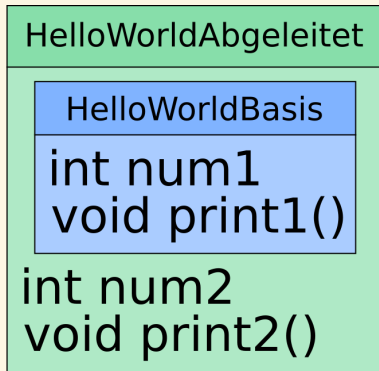 HelloWorldAbgeleitet
HelloWorldBasis
int num1
void print1()
int num2
void print2()